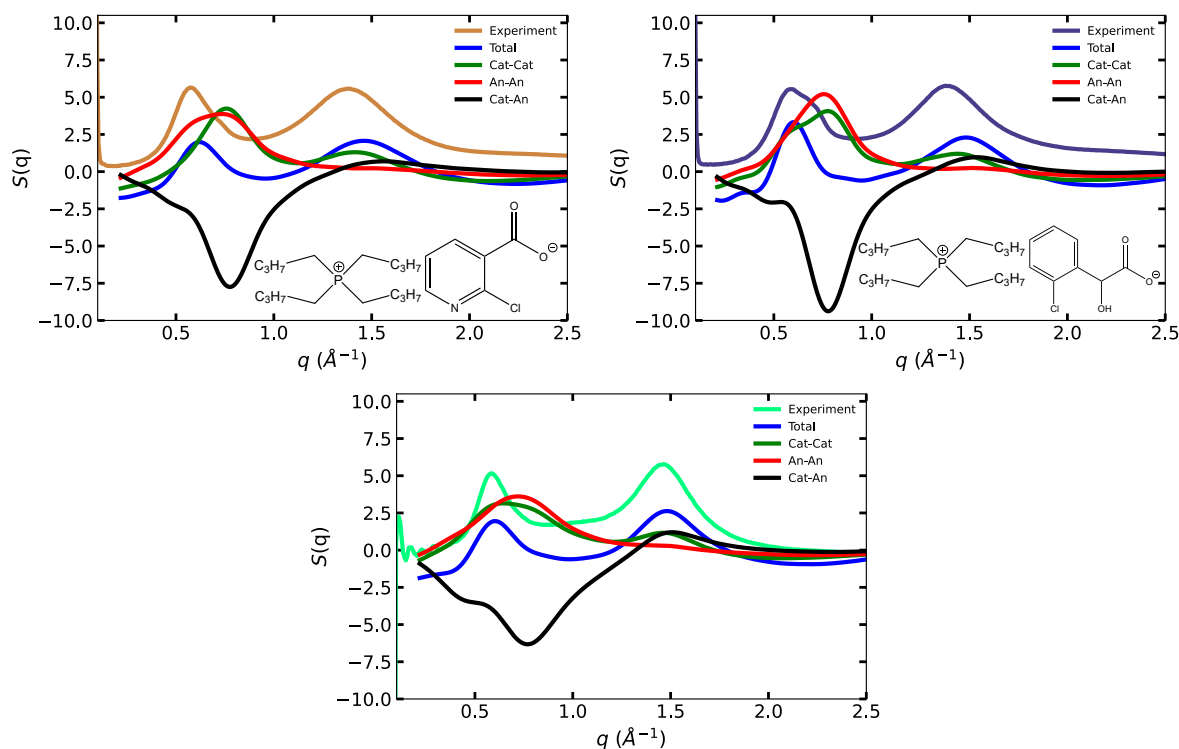 10.0
7.5
5.0
2.5
0.0
−2.5
−5.0
−7.5
−10.0
S(q)
Experiment
Total
Cat-Cat
An-An
Cat-An
C₃H₇
C₃H₇
C₃H₇
C₃H₇
P
⊕
O
O
⊖
N
Cl
0.5 1.0 1.5 2.0 2.5
q (Å⁻¹)
10.0
7.5
5.0
2.5
0.0
−2.5
−5.0
−7.5
−10.0
S(q)
Experiment
Total
Cat-Cat
An-An
Cat-An
C₃H₇
C₃H₇
C₃H₇
C₃H₇
P
⊕
O
O
⊖
Cl
OH
0.5 1.0 1.5 2.0 2.5
q (Å⁻¹)
10.0
7.5
5.0
2.5
0.0
−2.5
−5.0
−7.5
−10.0
S(q)
Experiment
Total
Cat-Cat
An-An
Cat-An
0.5 1.0 1.5 2.0 2.5
q (Å⁻¹)